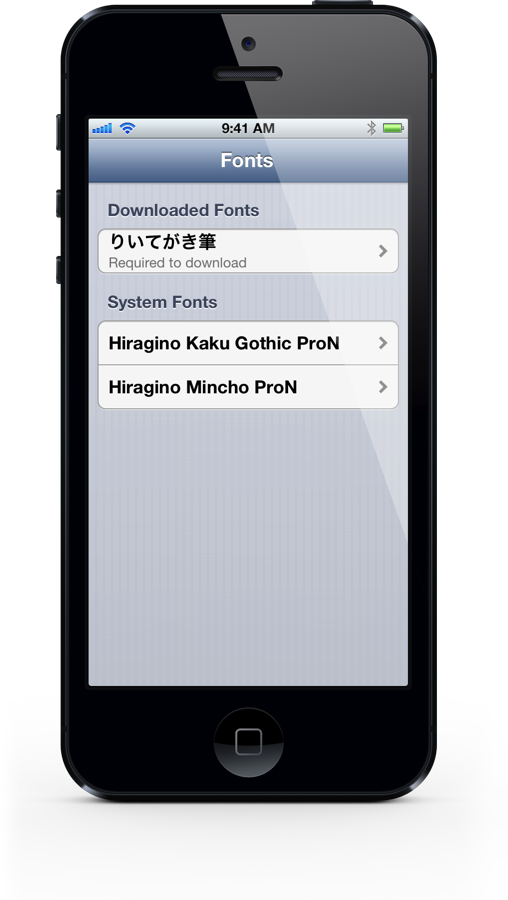 9:41 AM
Fonts
Downloaded Fonts
りいてがき筆
Required to download
System Fonts
Hiragino Kaku Gothic ProN
Hiragino Mincho ProN